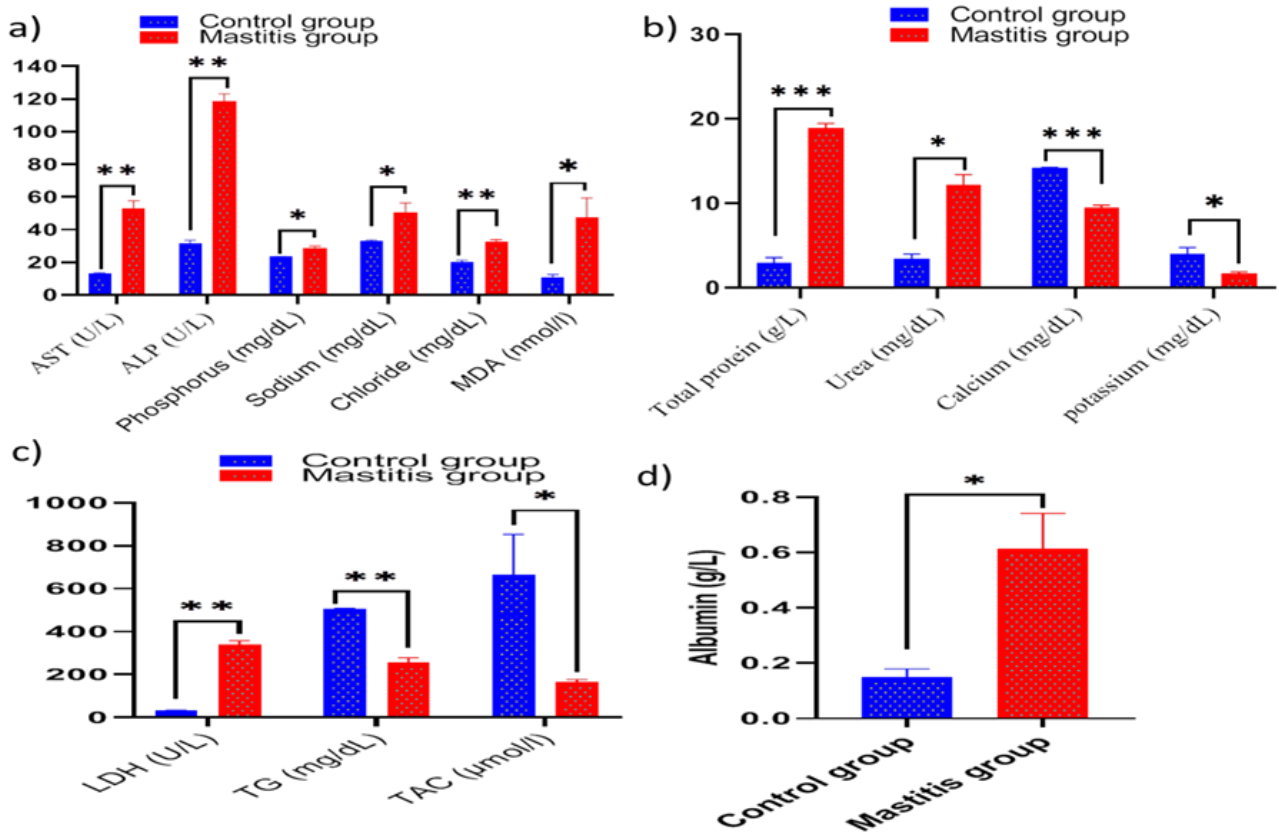 a)
Control group
Mastitis group
140
120
100
80
60
40
20
0
**
**
*
*
**
*
AST (U/L)
ALP (U/L)
Phosphorus (mg/dL)
Sodium (mg/dL)
Chloride (mg/dL)
MDA (nmol/l)
b)
Control group
Mastitis group
30
20
10
0
***
*
***
*
Total protein (g/L)
Urea (mg/dL)
Calcium (mg/dL)
potassium (mg/dL)
c)
Control group
Mastitis group
1000
800
600
400
200
0
**
**
*
LDH (U/L)
TG (mg/dL)
TAC (µmol/l)
d)
Albumin (g/L)
0.8
0.6
0.4
0.2
0.0
*
Control group
Mastitis group